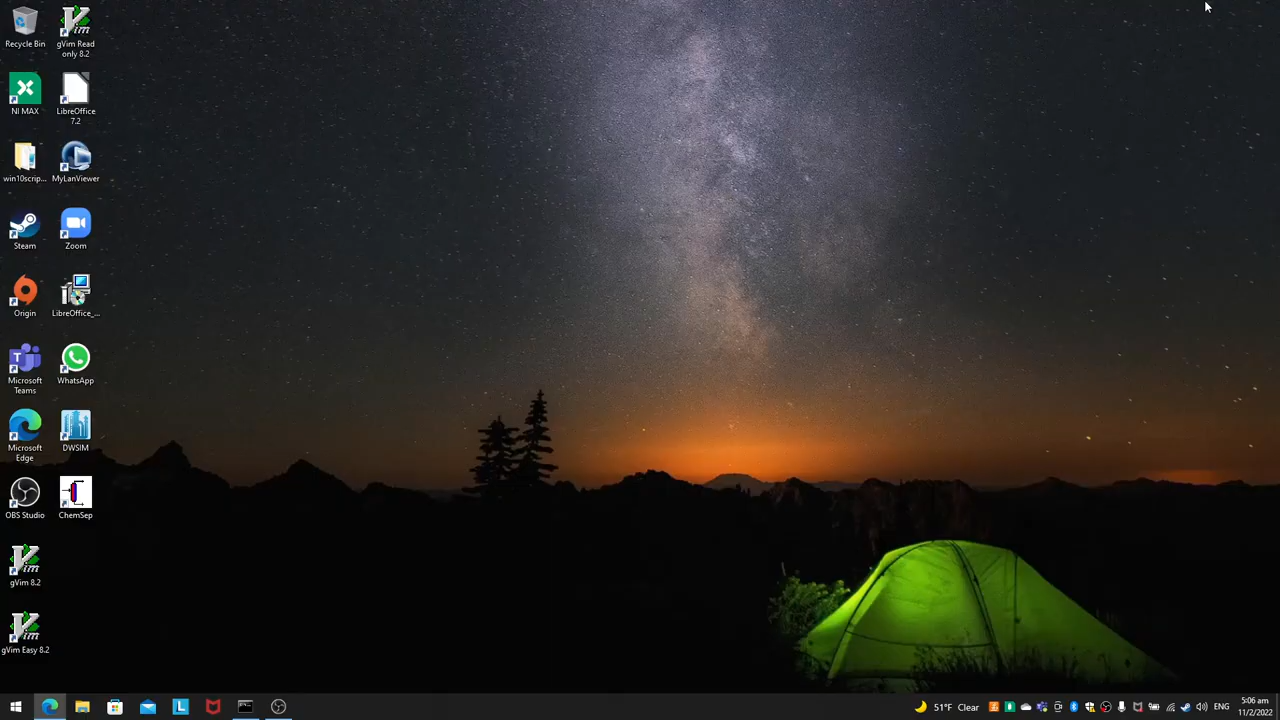 Recycle Bin
gVim Read
only 8.2
NI MAX
LibreOffice
7.2
win10scrip...
MyLanViewer
Steam
Zoom
Origin
LibreOffice_...
Microsoft
Teams
WhatsApp
Microsoft
Edge
DWSIM
OBS Studio
ChemSep
gVim 8.2
gVim Easy 8.2
51°F Clear
ENG
5:06 am
11/2/2022